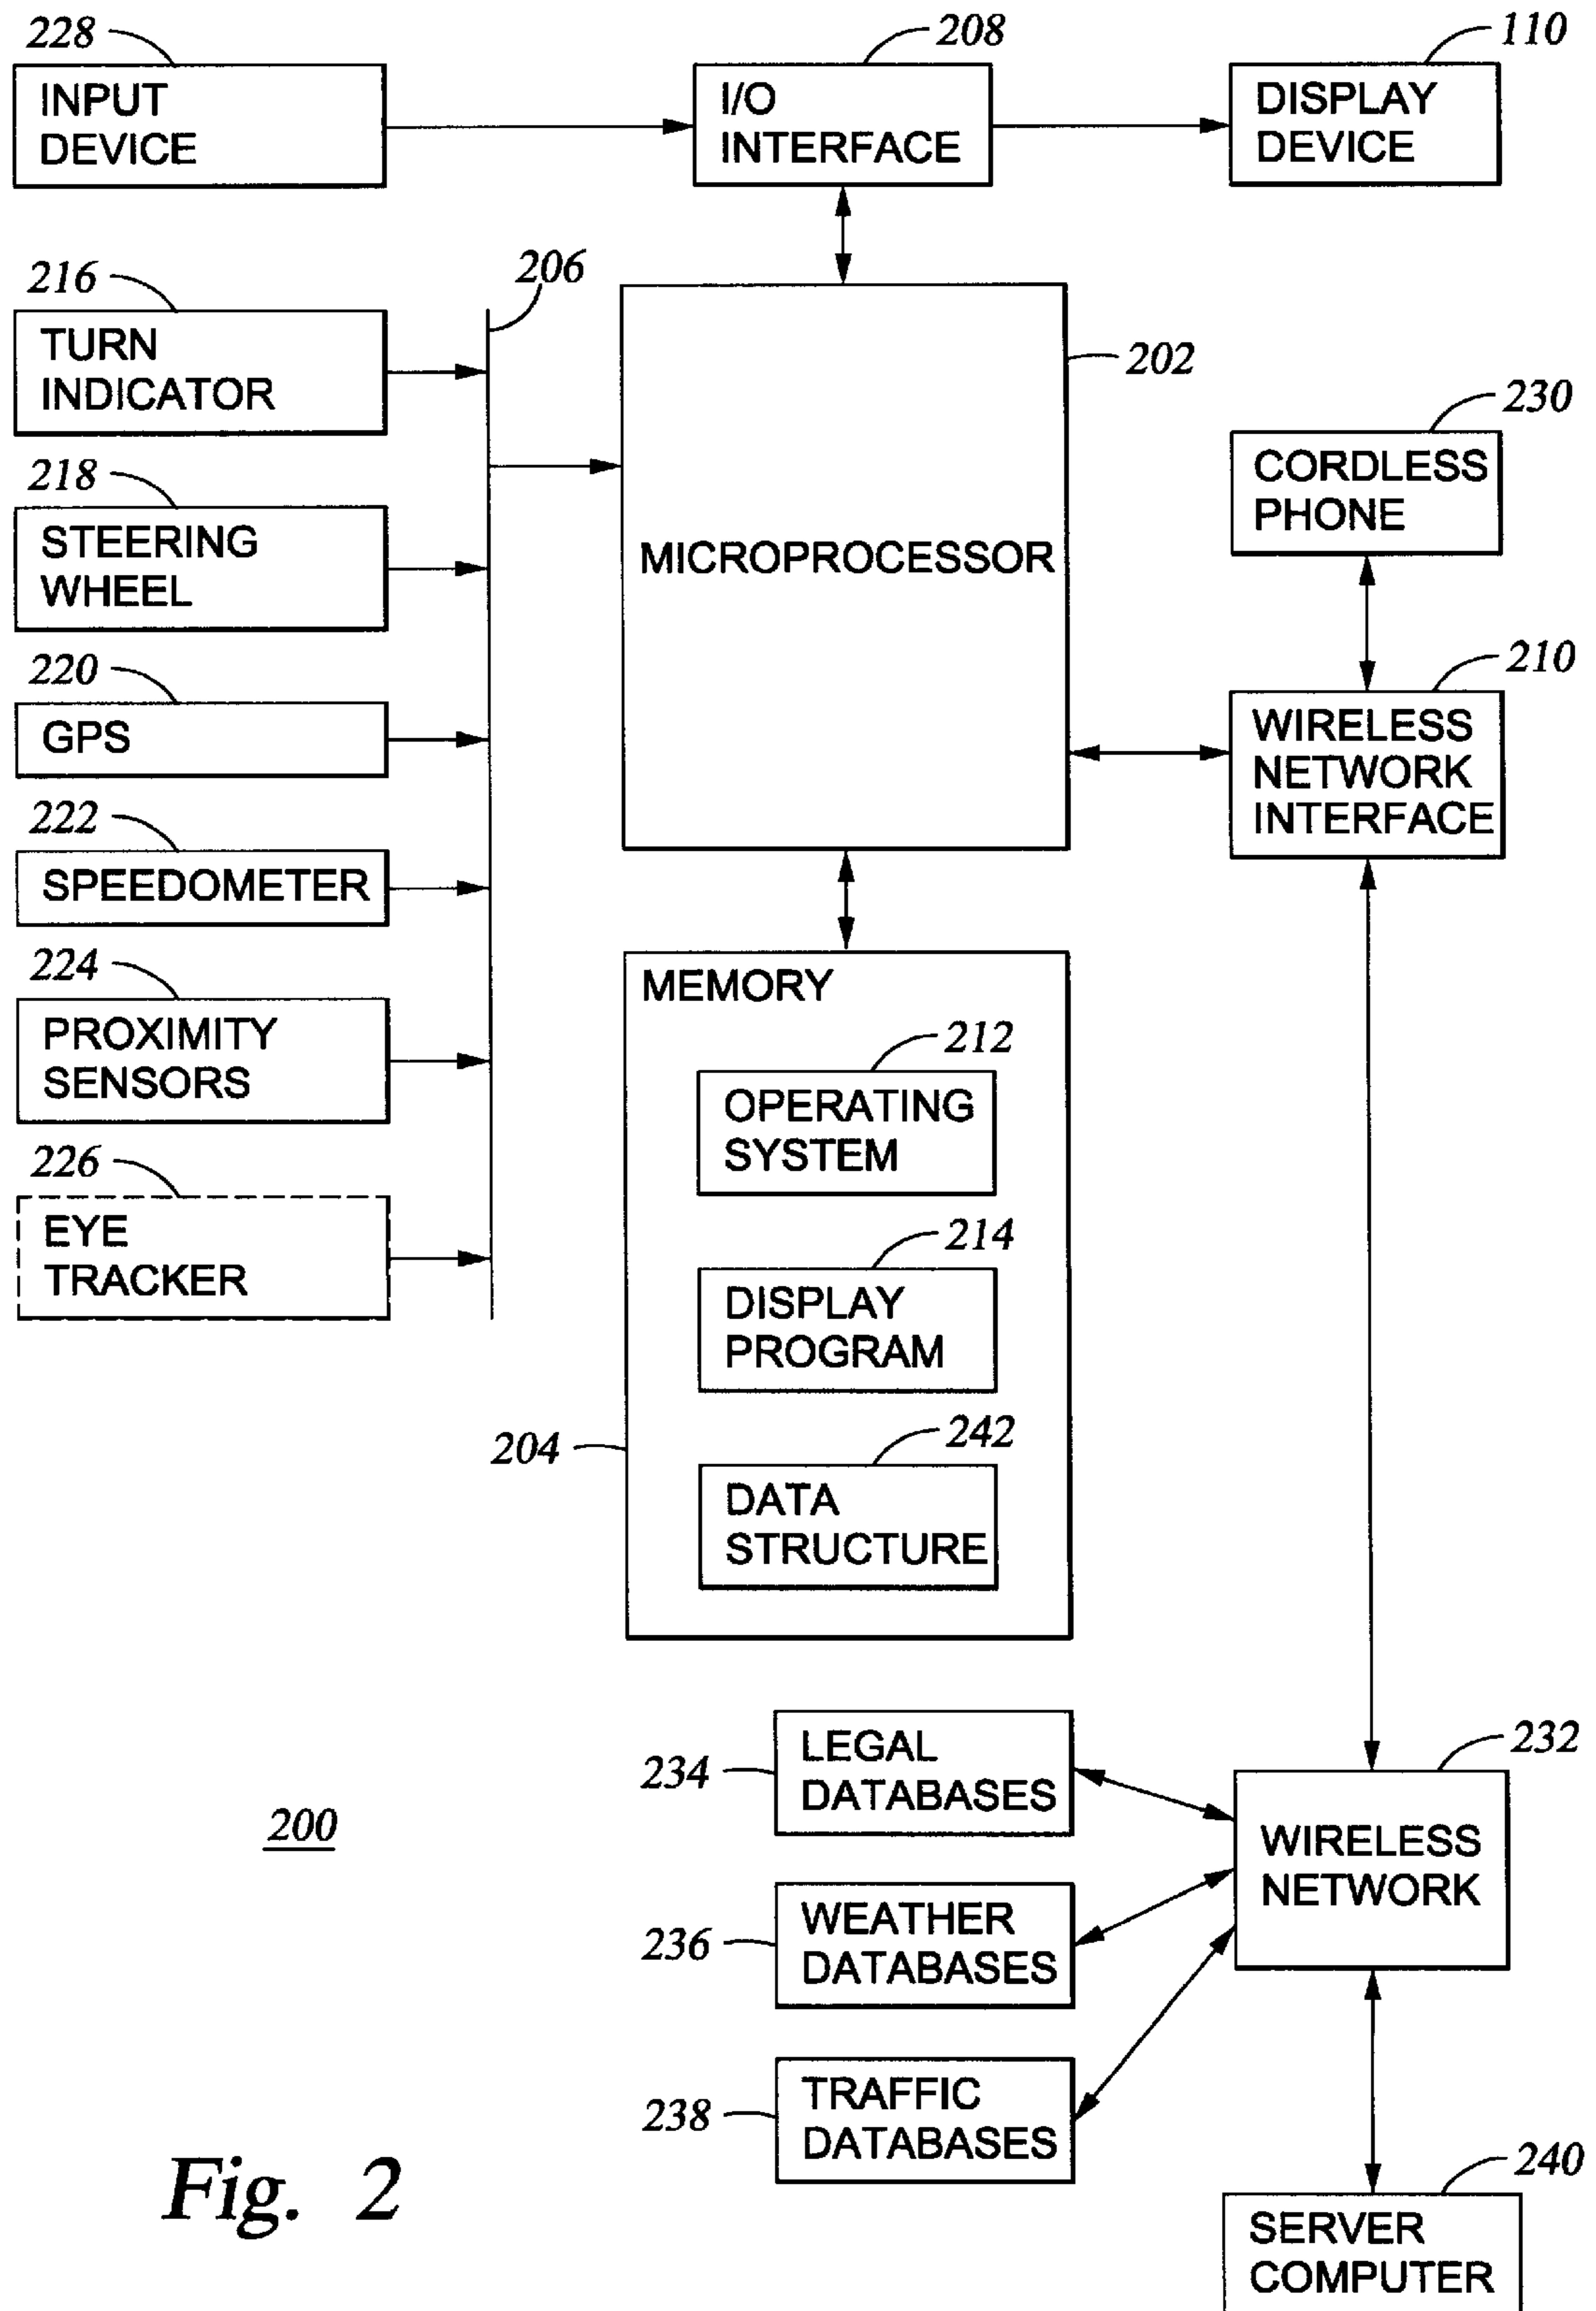 228
208
110
INPUT
DEVICE
I/O
INTERFACE
DISPLAY
DEVICE
216
206
TURN
INDICATOR
202
230
CORDLESS
PHONE
218
STEERING
WHEEL
MICROPROCESSOR
220
GPS
210
WIRELESS
NETWORK
INTERFACE
222
SPEEDOMETER
224
PROXIMITY
SENSORS
226
EYE
TRACKER
MEMORY
212
OPERATING
SYSTEM
214
DISPLAY
PROGRAM
204
242
DATA
STRUCTURE
234
LEGAL
DATABASES
232
WIRELESS
NETWORK
200
236
WEATHER
DATABASES
238
TRAFFIC
DATABASES
240
SERVER
COMPUTER
Fig. 2